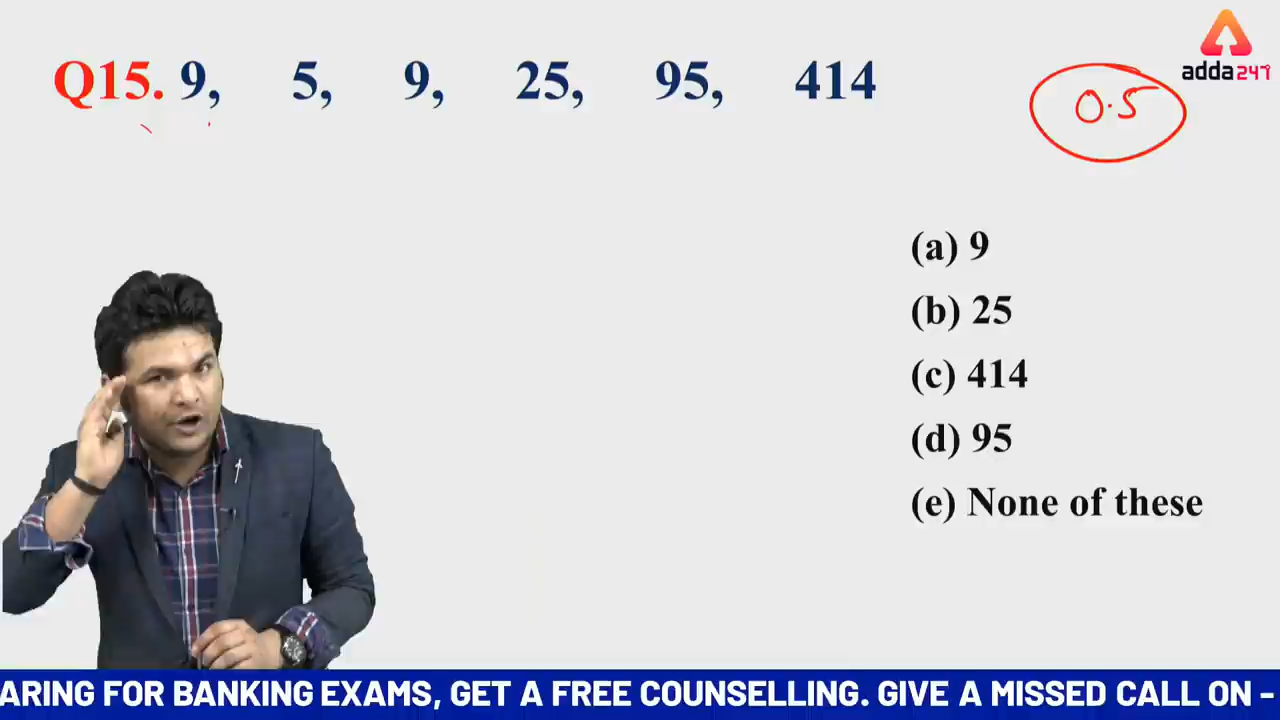 Q15. 9, 5, 9, 25, 95, 414
0.5
adda247
(a) 9
(b) 25
(c) 414
(d) 95
(e) None of these
ARING FOR BANKING EXAMS, GET A FREE COUNSELLING. GIVE A MISSED CALL ON -